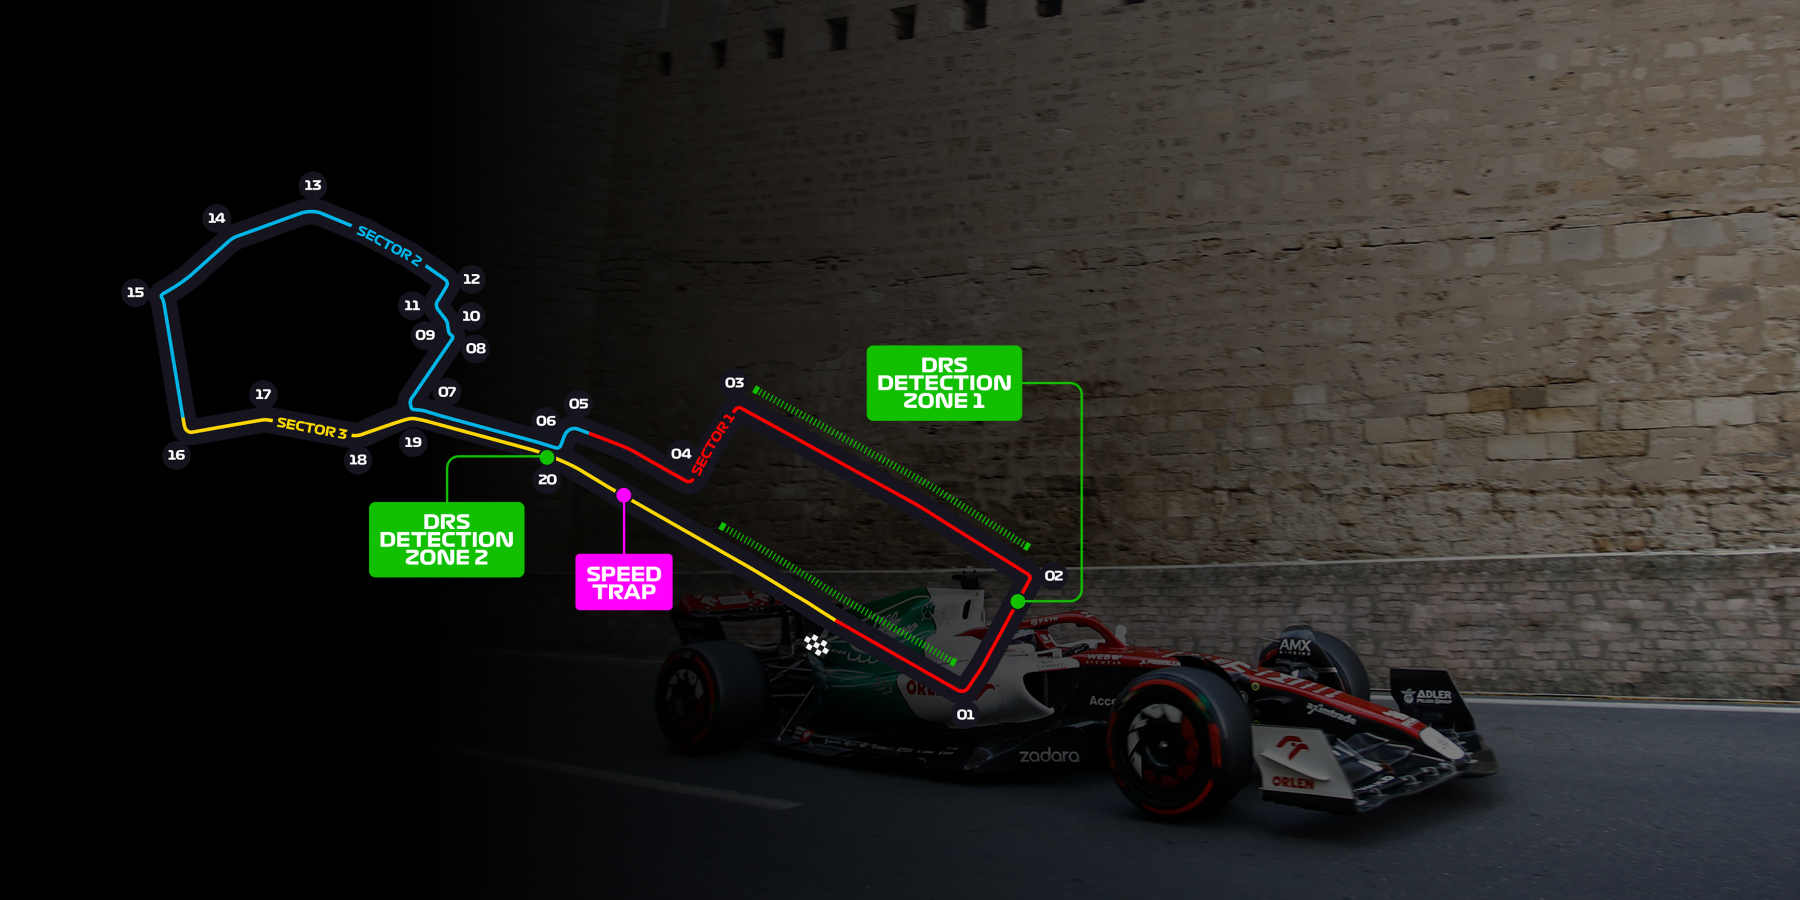 13
14
SECTOR 2
12
15
11
10
09
08
03
DRS
DETECTION
ZONE 1
17
07
05
06
SECTOR 1
SECTOR 3
19
04
16
18
20
DRS
DETECTION
ZONE 2
SPEED
TRAP
02
01
AMX
ADLER
ORLEN
zadara
Acce